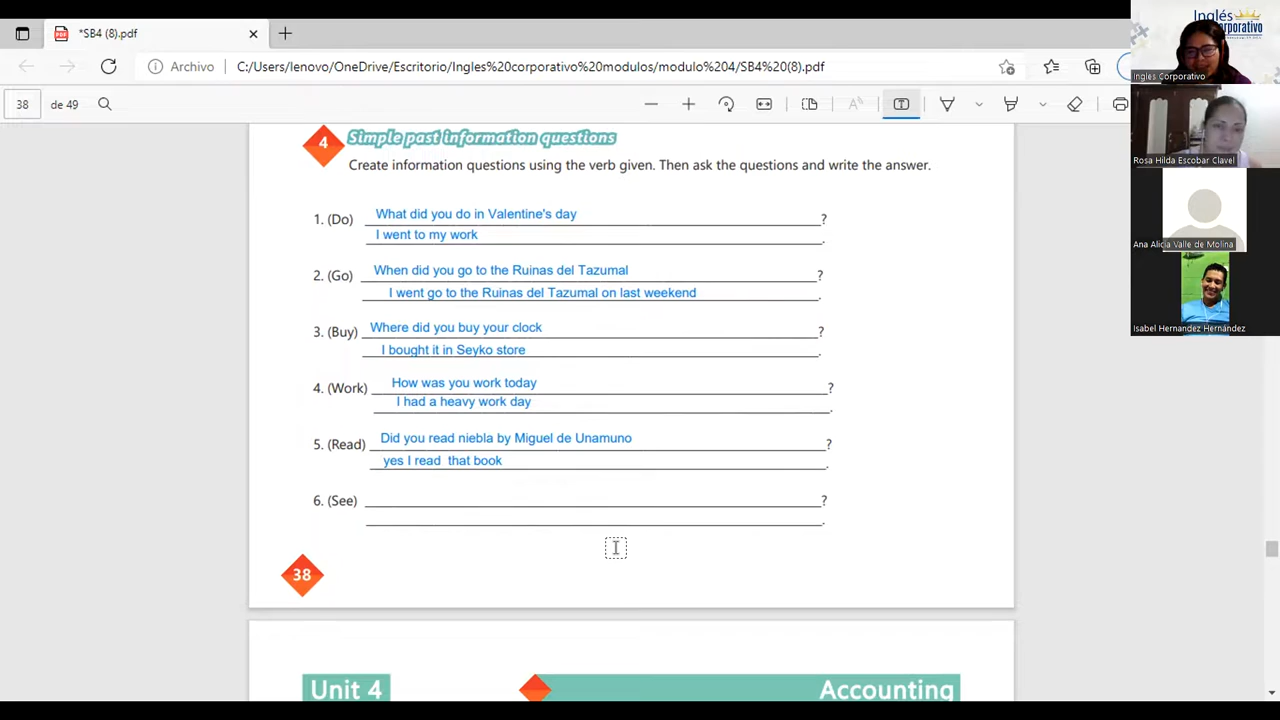 *SB4 (8).pdf
Archivo
C:/Users/lenovo/OneDrive/Escritorio/Ingles%20corporativo%20modulos/modulo%204/SB4%20(8).pdf
38
de 49
4 Simple past information questions
Create information questions using the verb given. Then ask the questions and write the answer.
1. (Do) What did you do in Valentine's day ?
I went to my work .
2. (Go) When did you go to the Ruinas del Tazumal ?
I went go to the Ruinas del Tazumal on last weekend .
3. (Buy) Where did you buy your clock ?
I bought it in Seyko store .
4. (Work) How was you work today ?
I had a heavy work day .
5. (Read) Did you read niebla by Miguel de Unamuno ?
yes I read that book .
6. (See) ?
.
38
Unit 4
Accounting
Inglés
Ingles Corporativo
Rosa Hilda Escobar Clavel
Ana Alicia Valle de Molina
Isabel Hernandez Hernández